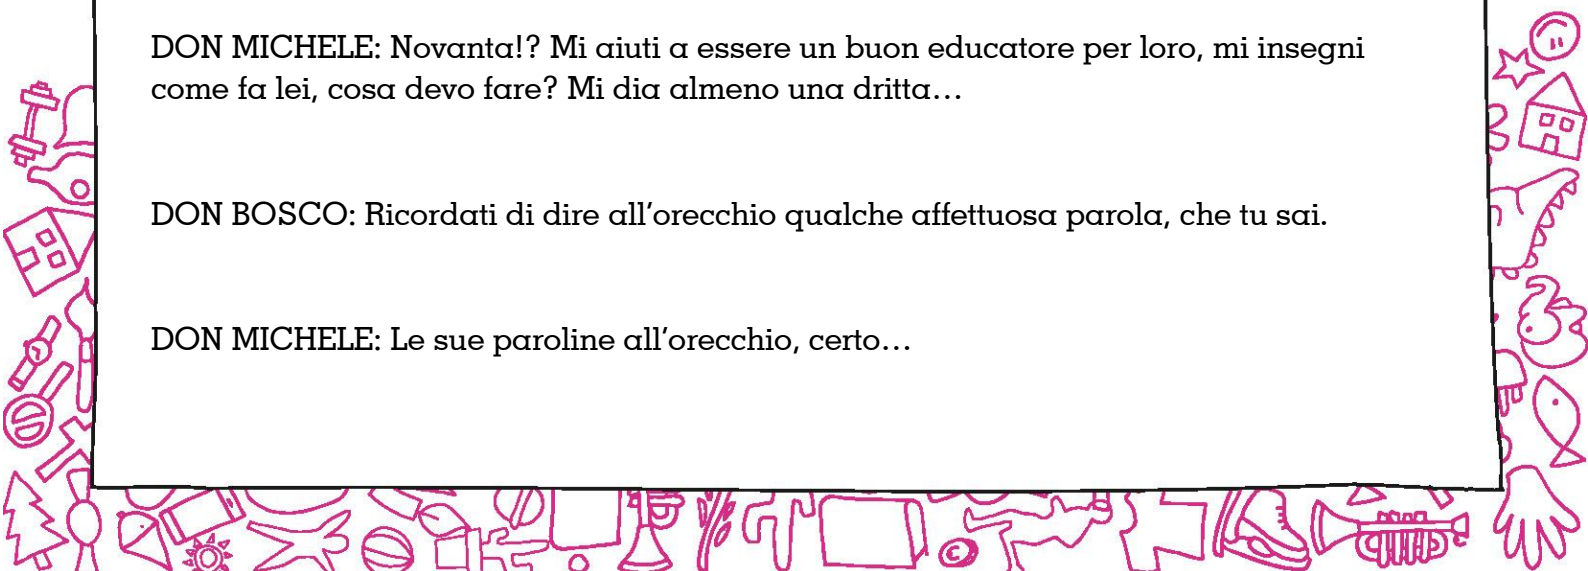 DON MICHELE: Novanta!? Mi aiuti a essere un buon educatore per loro, mi insegni
come fa lei, cosa devo fare? Mi dia almeno una dritta…
DON BOSCO: Ricordati di dire all’orecchio qualche affettuosa parola, che tu sai.
DON MICHELE: Le sue paroline all’orecchio, certo…